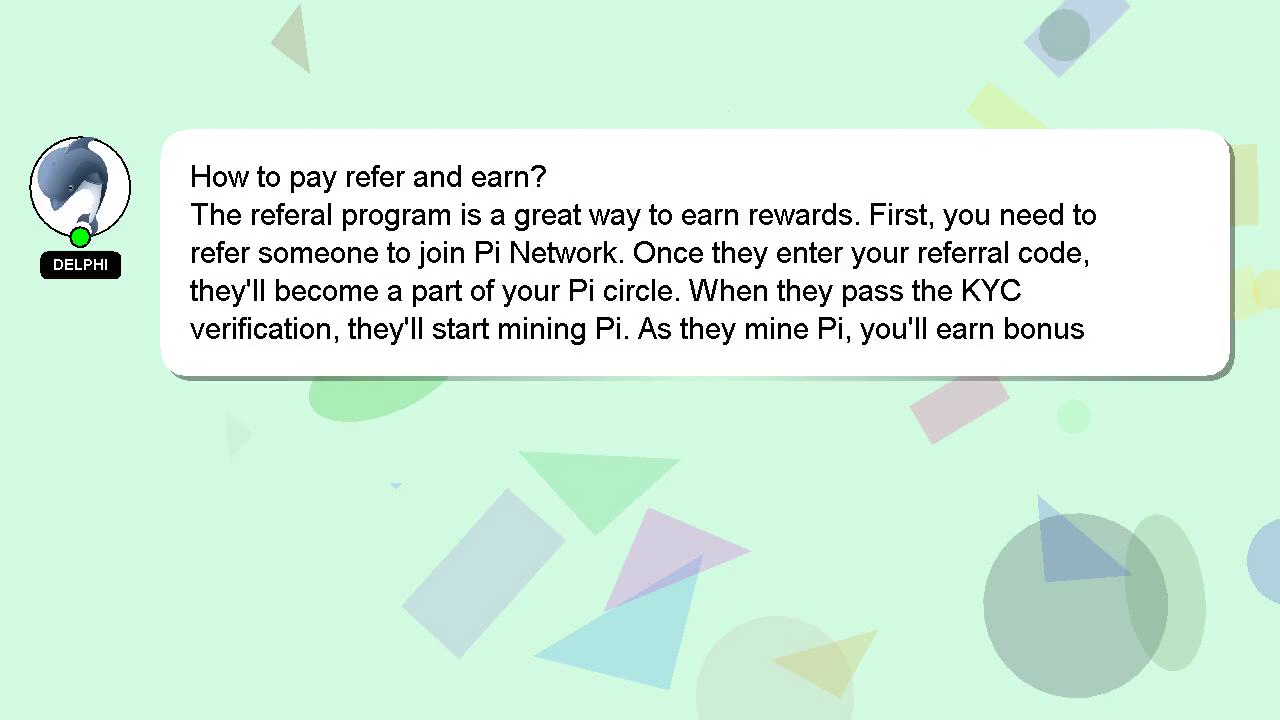 How to pay refer and earn?
The referal program is a great way to earn rewards. First, you need to
refer someone to join Pi Network. Once they enter your referral code,
they'll become a part of your Pi circle. When they pass the KYC
verification, they'll start mining Pi. As they mine Pi, you'll earn bonus
DELPHI